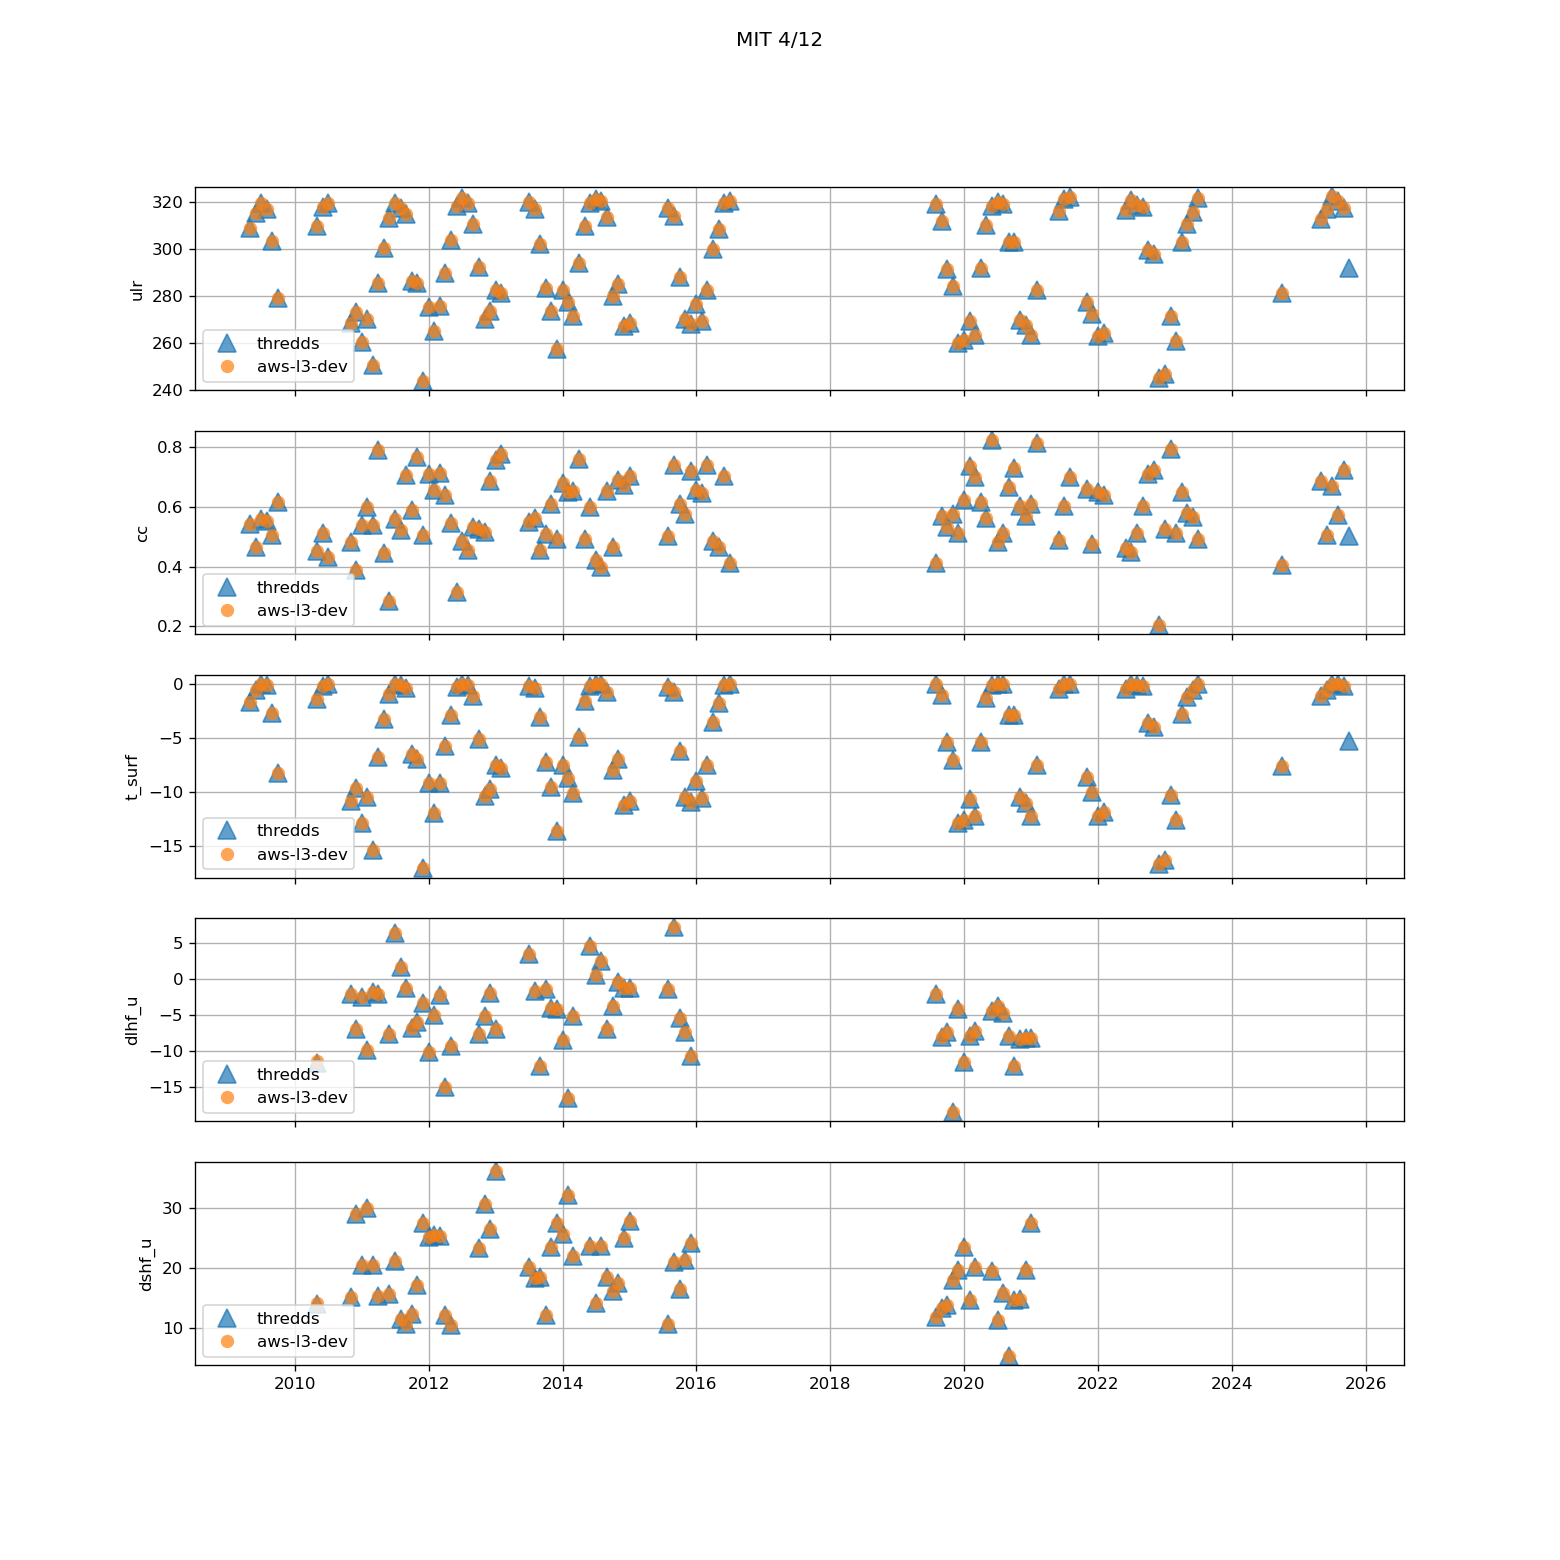 MIT 4/12
320
300
280
260
240
ulr
thredds
aws-l3-dev
0.8
0.6
0.4
0.2
cc
thredds
aws-l3-dev
0
−5
−10
−15
t_surf
thredds
aws-l3-dev
5
0
−5
−10
−15
dlhf_u
thredds
aws-l3-dev
30
20
10
dshf_u
thredds
aws-l3-dev
2010 2012 2014 2016 2018 2020 2022 2024 2026